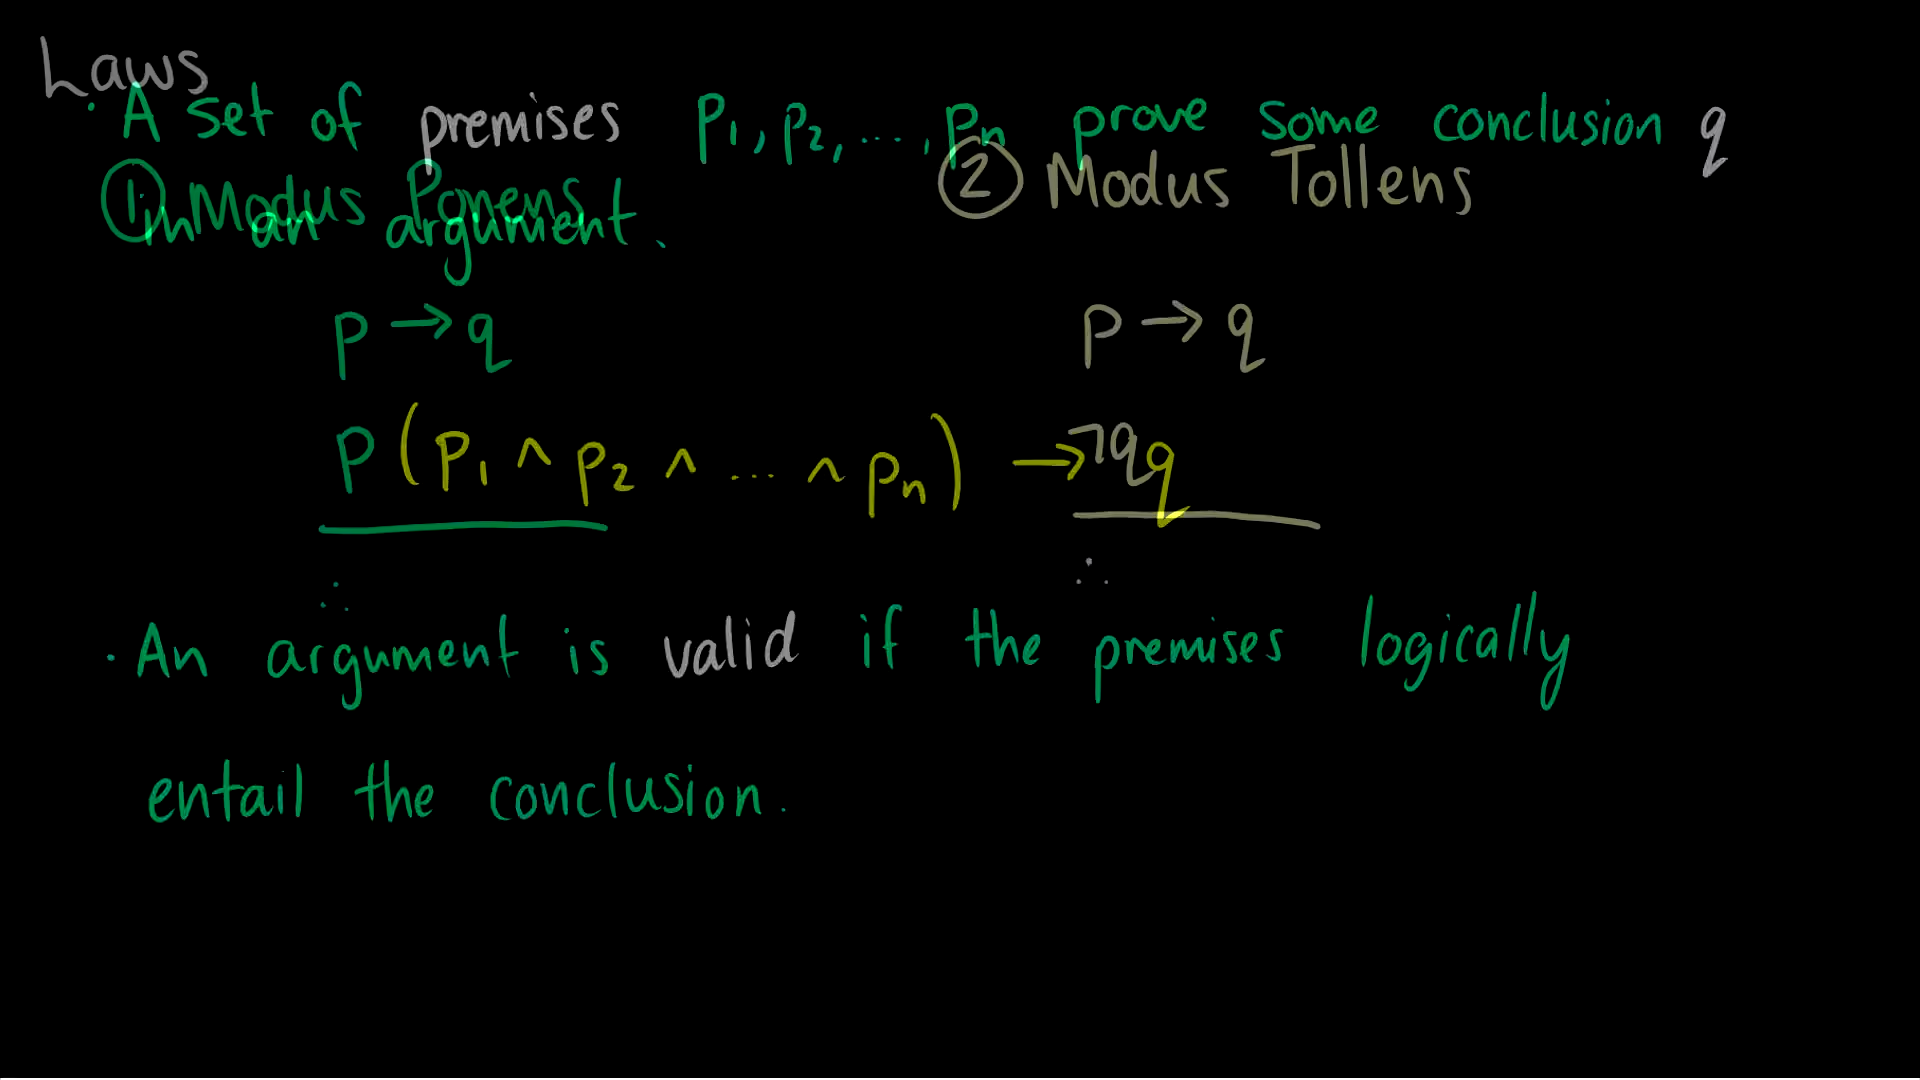 Laws
· A set of premises p₁, p₂, ..., pₙ prove some conclusion q
in an argument.
① Modus Ponens
② Modus Tollens
p → q
p → q
p
¬q
(p₁ ∧ p₂ ∧ ... ∧ pₙ) → q
∴
∴
· An argument is valid if the premises logically
entail the conclusion.